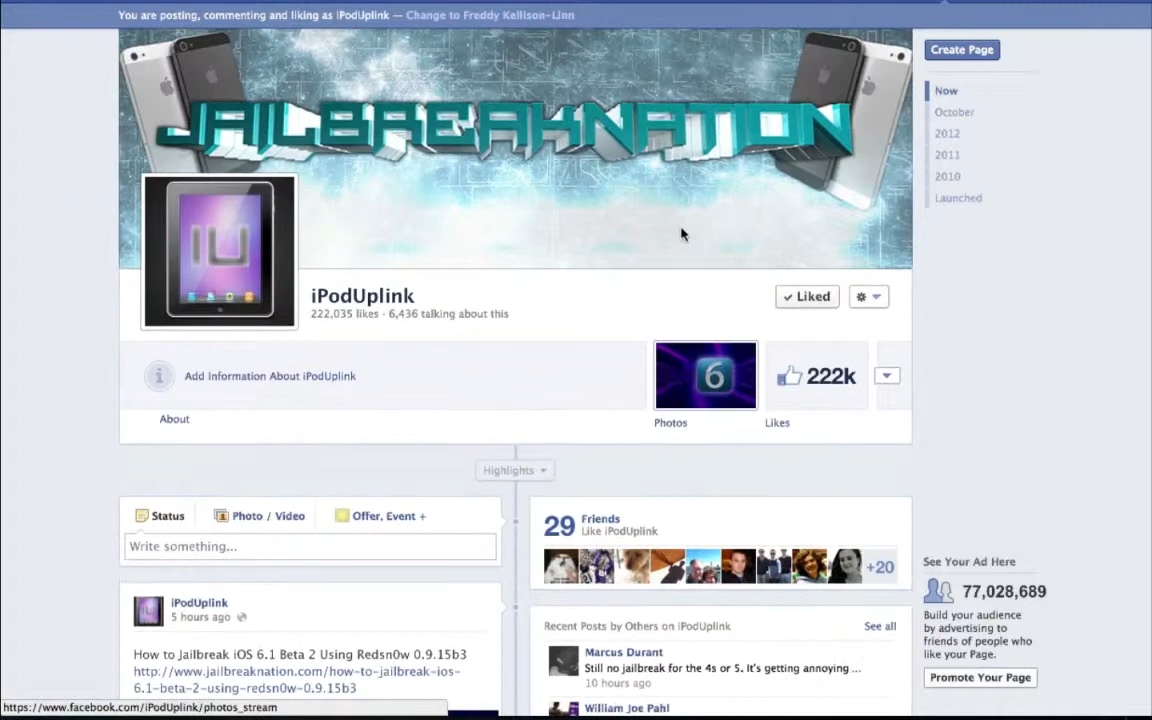 You are posting, commenting and liking as iPodUplink — Change to Freddy Kellison-Linn
JAILBREAKNATION
Create Page
Now
October
2012
2011
2010
Launched
IU
iPodUplink
222,035 likes · 6,436 talking about this
Liked
Add Information About iPodUplink
About
6
Photos
222k
Likes
Highlights
Status
Photo / Video
Offer, Event +
Write something...
29 Friends
Like iPodUplink
+20
iPodUplink
5 hours ago
How to Jailbreak iOS 6.1 Beta 2 Using Redsn0w 0.9.15b3
http://www.jailbreaknation.com/how-to-jailbreak-ios-
6.1-beta-2-using-redsn0w-0.9.15b3
Recent Posts by Others on iPodUplink
See all
Marcus Durant
Still no jailbreak for the 4s or 5. It's getting annoying ...
10 hours ago
William Joe Pahl
See Your Ad Here
77,028,689
Build your audience
by advertising to
friends of people who
like your Page.
Promote Your Page
https://www.facebook.com/iPodUplink/photos_stream